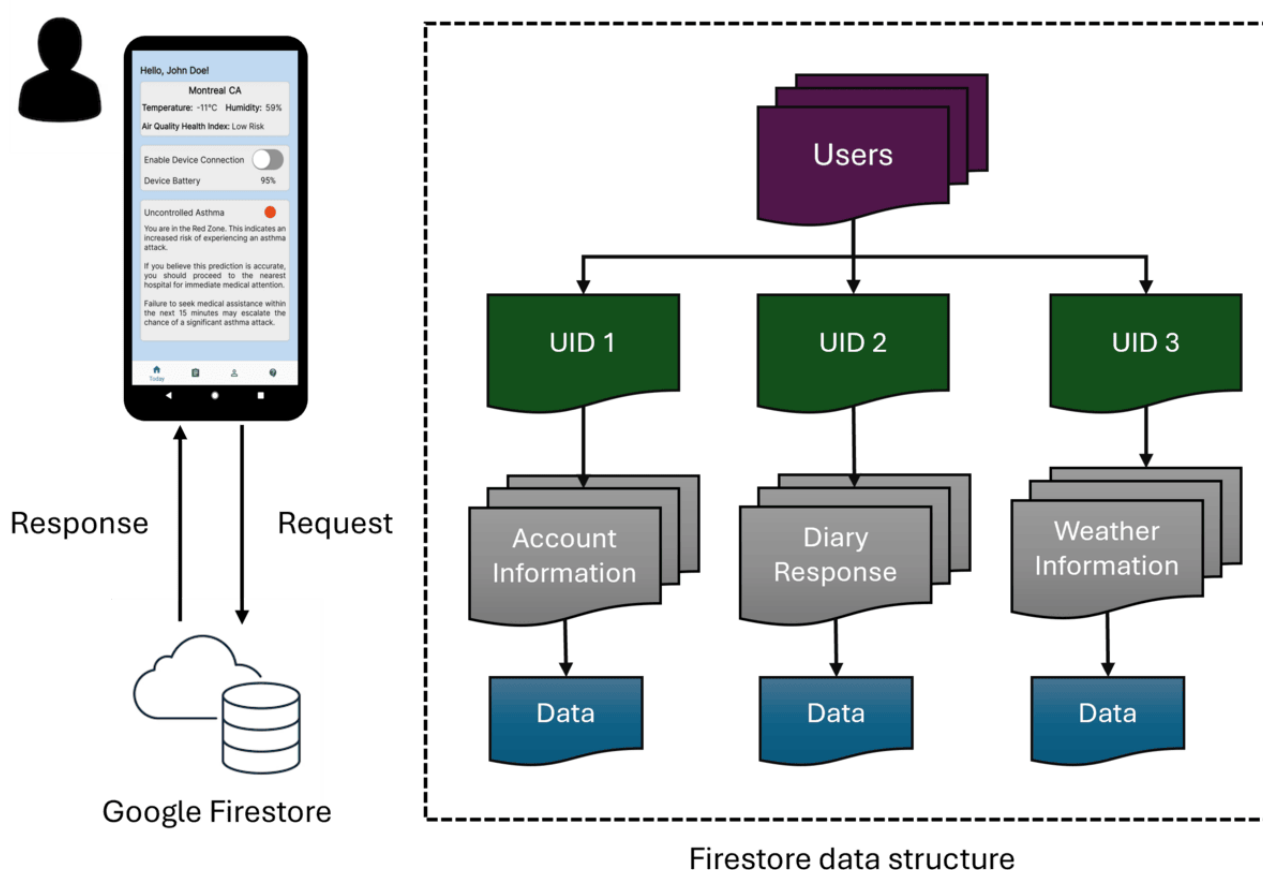 Hello, John Doe!
Montreal CA
Temperature: -11°C Humidity: 59%
Air Quality Health Index: Low Risk
Enable Device Connection
Device Battery 95%
Uncontrolled Asthma
You are in the Red Zone. This indicates an
increased risk of experiencing an asthma
attack.
If you believe this prediction is accurate,
you should proceed to the nearest
hospital for immediate medical attention.
Failure to seek medical assistance within
the next 15 minutes may escalate the
chance of a significant asthma attack.
Today
Response
Request
Google Firestore
Users
UID 1
UID 2
UID 3
Account
Information
Diary
Response
Weather
Information
Data
Data
Data
Firestore data structure